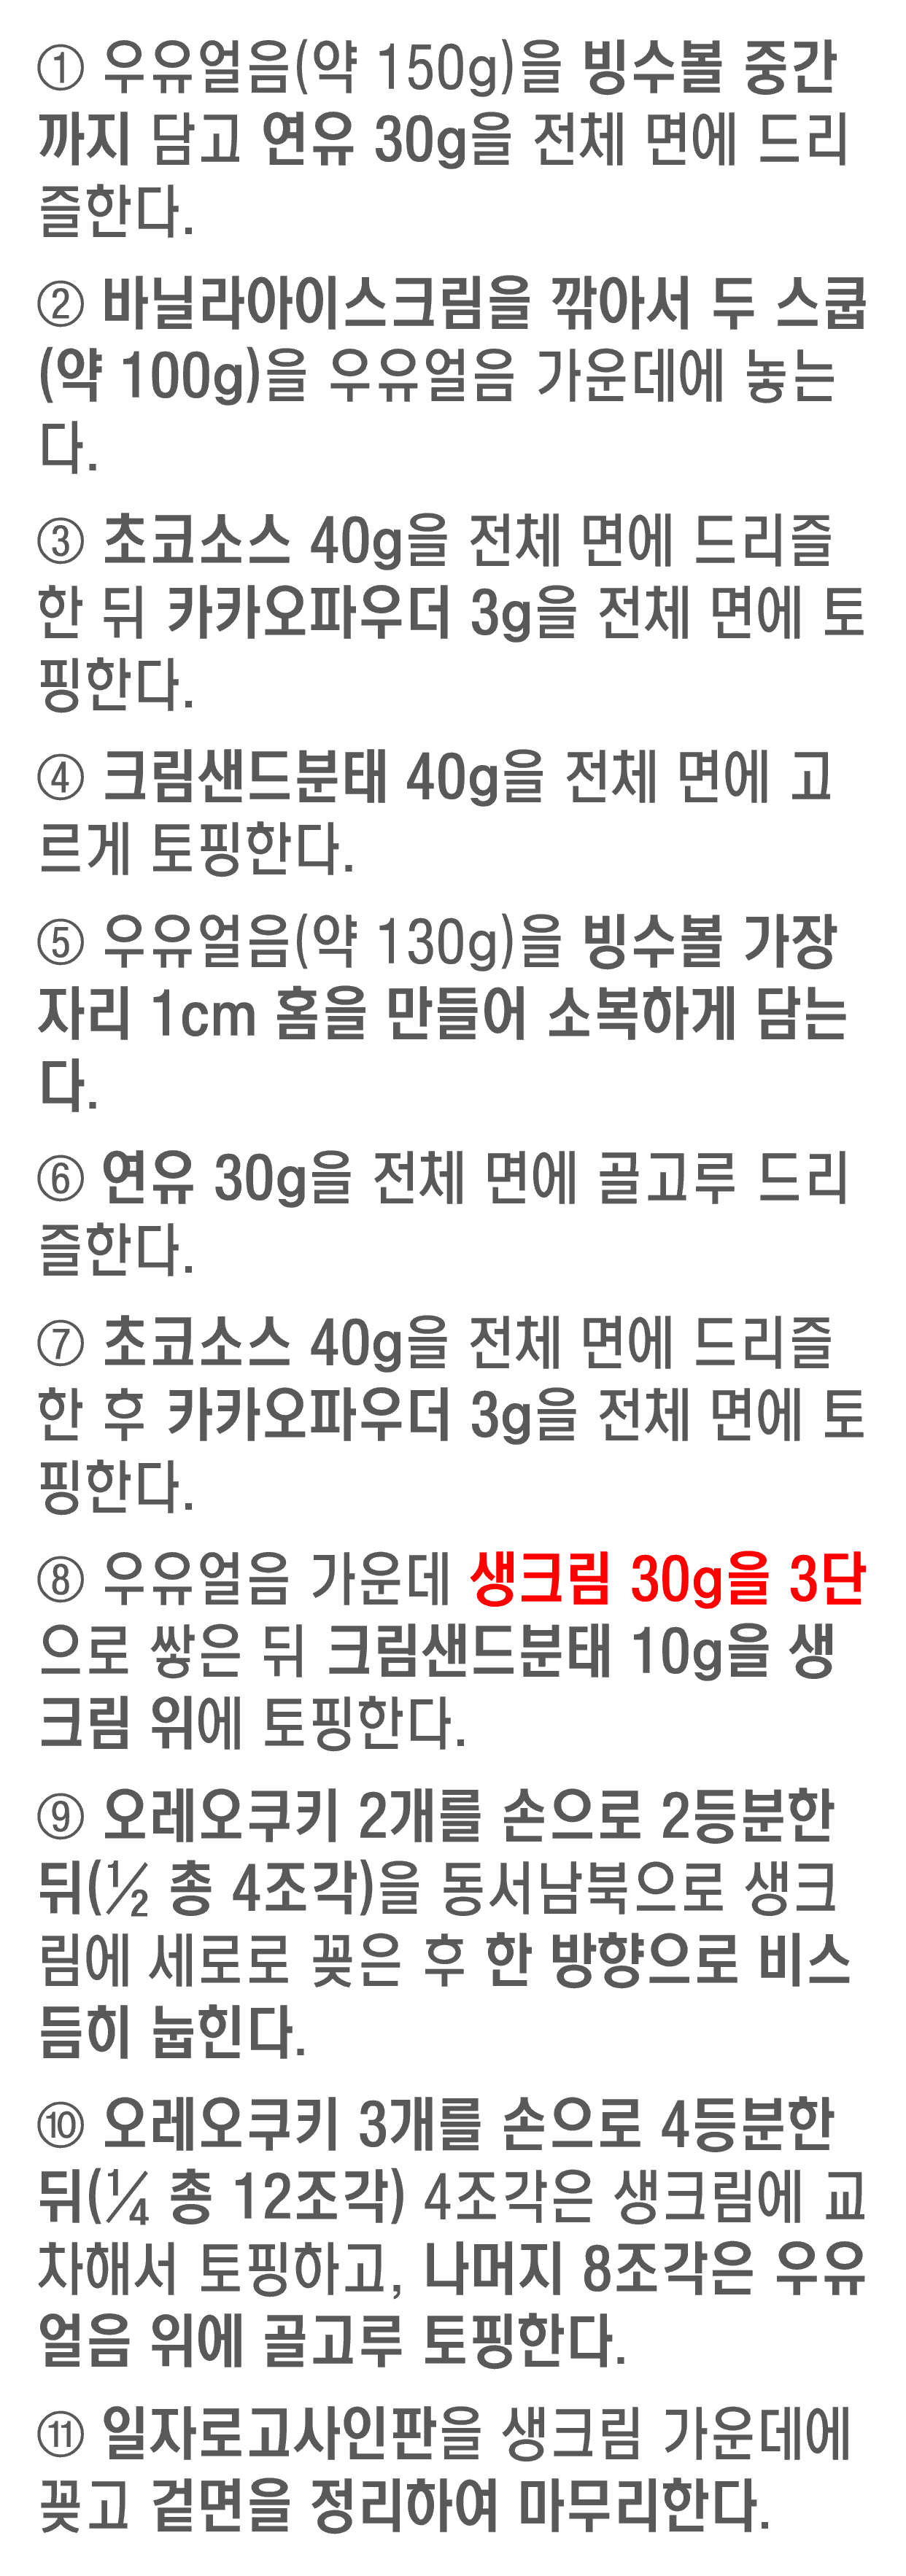 ① 우유얼음(약 150g)을 빙수볼 중간
까지 담고 연유 30g을 전체 면에 드리
즐한다.
② 바닐라아이스크림을 깎아서 두 스쿱
(약 100g)을 우유얼음 가운데에 놓는
다.
③ 초코소스 40g을 전체 면에 드리즐
한 뒤 카카오파우더 3g을 전체 면에 토
핑한다.
④ 크림샌드분태 40g을 전체 면에 고
르게 토핑한다.
⑤ 우유얼음(약 130g)을 빙수볼 가장
자리 1cm 홈을 만들어 소복하게 담는
다.
⑥ 연유 30g을 전체 면에 골고루 드리
즐한다.
⑦ 초코소스 40g을 전체 면에 드리즐
한 후 카카오파우더 3g을 전체 면에 토
핑한다.
⑧ 우유얼음 가운데 생크림 30g을 3단
으로 쌓은 뒤 크림샌드분태 10g을 생
크림 위에 토핑한다.
⑨ 오레오쿠키 2개를 손으로 2등분한
뒤(½ 총 4조각)을 동서남북으로 생크
림에 세로로 꽂은 후 한 방향으로 비스
듬히 눕힌다.
⑩ 오레오쿠키 3개를 손으로 4등분한
뒤(¼ 총 12조각) 4조각은 생크림에 교
차해서 토핑하고, 나머지 8조각은 우유
얼음 위에 골고루 토핑한다.
⑪ 일자로고사인판을 생크림 가운데에
꽂고 겉면을 정리하여 마무리한다.